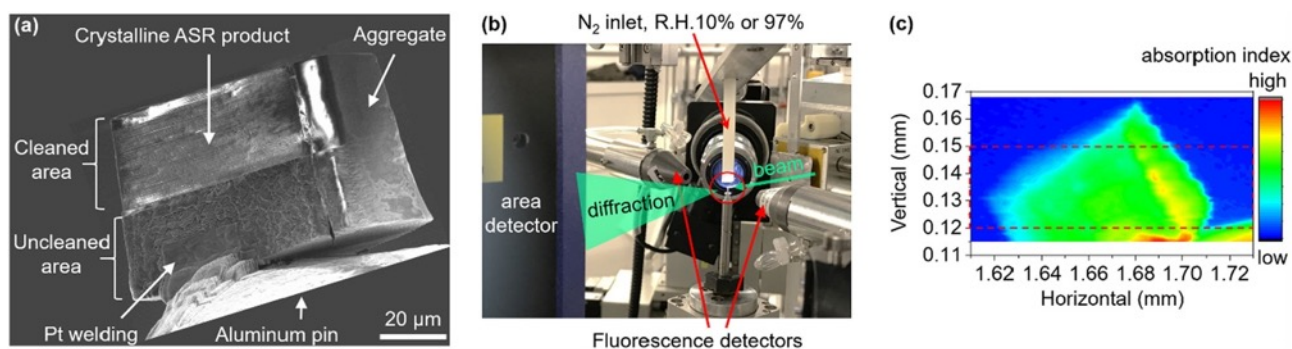 (a)
Crystalline ASR product
Aggregate
Cleaned
area
Uncleaned
area
Pt welding
Aluminum pin
20 μm
(b)
N2 inlet, R.H.10% or 97%
beam
area
detector
diffraction
Fluorescence detectors
(c)
absorption index
high
low
0.17
0.16
0.15
0.14
0.13
0.12
0.11
Vertical (mm)
1.62
1.64
1.66
1.68
1.70
1.72
Horizontal (mm)